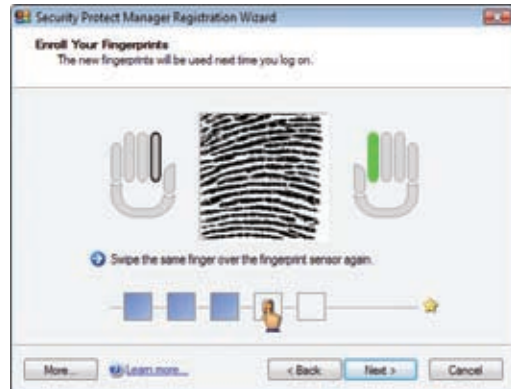 Security Protect Manager Registration Wizard
Enroll Your Fingerprints
The new fingerprints will be used next time you log on.
Swipe the same finger over the fingerprint sensor again.
More... Learn more... < Back Next > Cancel